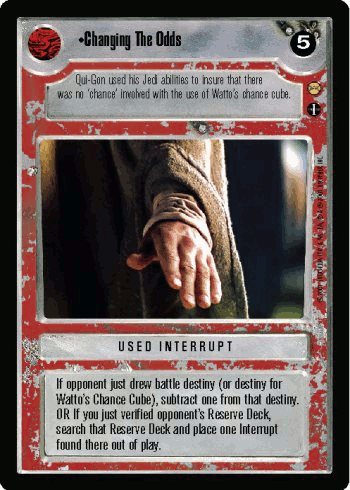 •Changing The Odds
5
Qui-Gon used his Jedi abilities to insure that there
was no 'chance' involved with the use of Watto's chance cube.
USED INTERRUPT
If opponent just drew battle destiny (or destiny for
Watto's Chance Cube), subtract one from that destiny.
OR If you just verified opponent's Reserve Deck,
search that Reserve Deck and place one Interrupt
found there out of play.